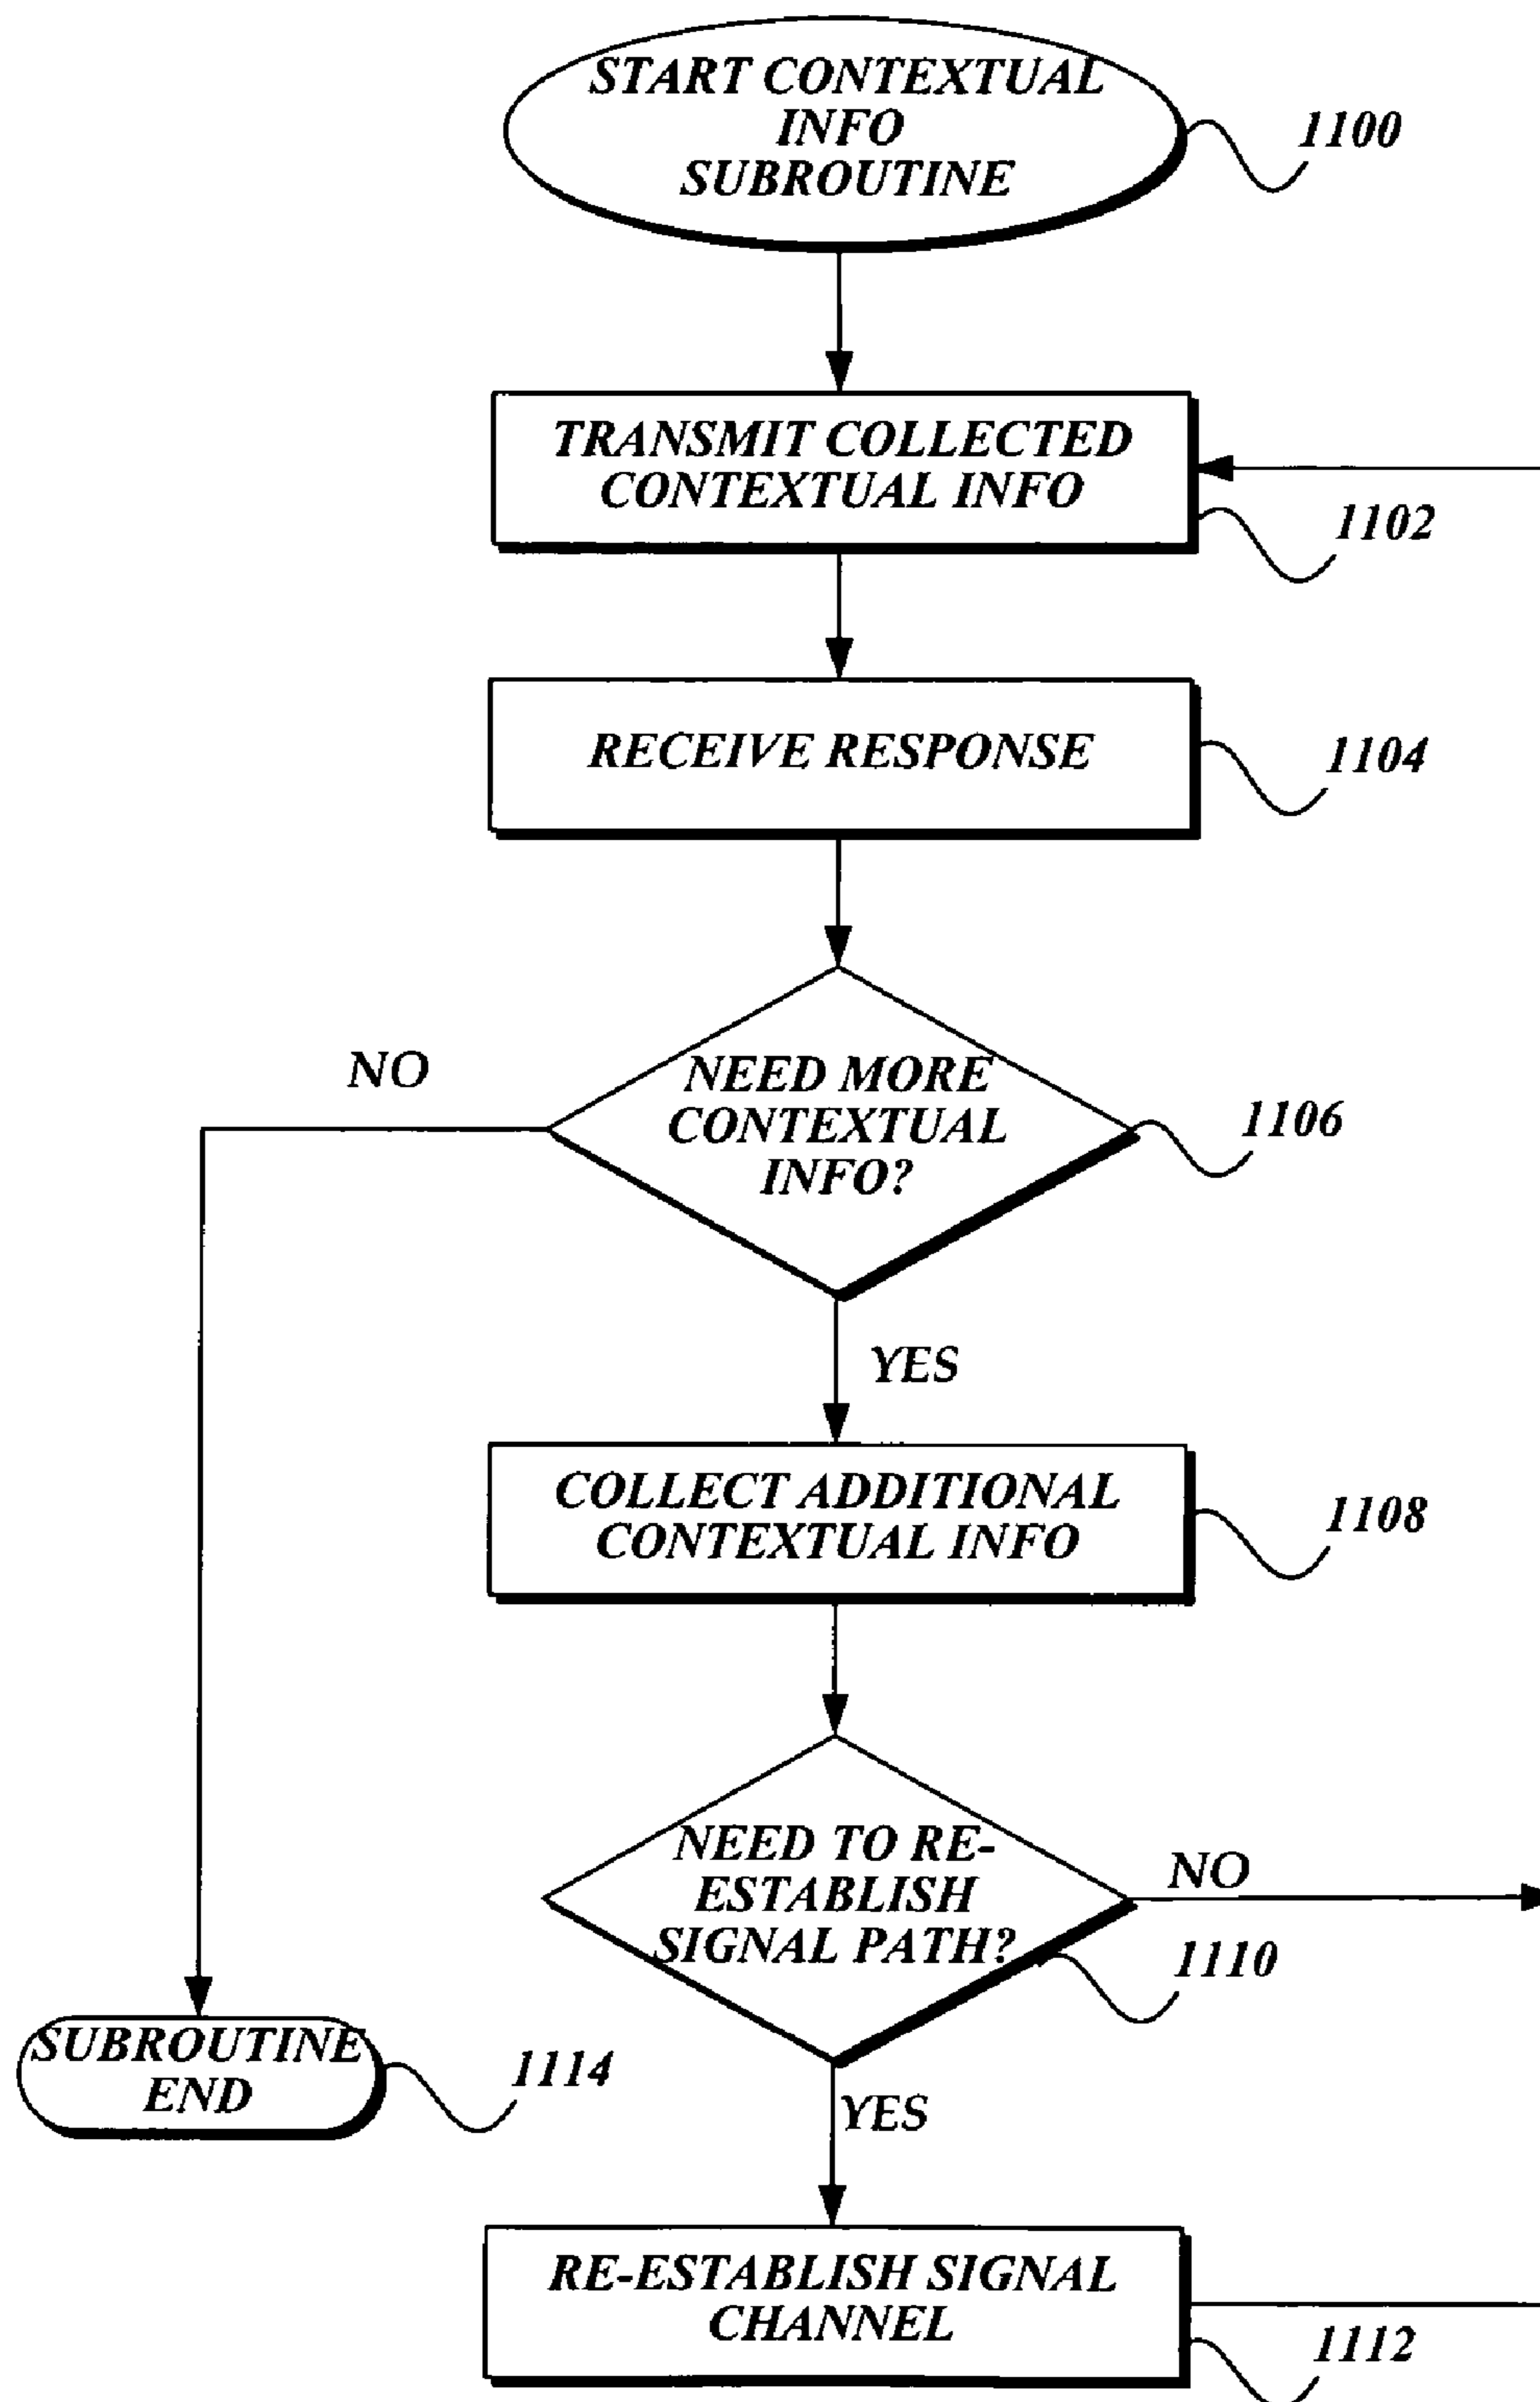 START CONTEXTUAL
INFO
SUBROUTINE
1100
TRANSMIT COLLECTED
CONTEXTUAL INFO
1102
RECEIVE RESPONSE
1104
NO
NEED MORE
CONTEXTUAL
INFO?
1106
YES
COLLECT ADDITIONAL
CONTEXTUAL INFO
1108
NEED TO RE-
ESTABLISH
SIGNAL PATH?
NO
1110
SUBROUTINE
END
1114
YES
RE-ESTABLISH SIGNAL
CHANNEL
1112